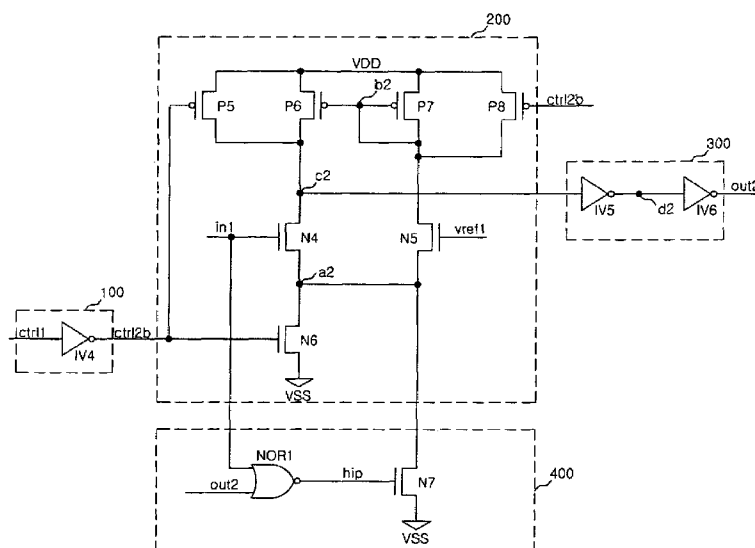 200
VDD
b2
P5
P6
P7
P8
ctrl2b
300
c2
out2
IV5
d2
IV6
in1
N4
N5
vref1
a2
100
ctrl1
ctrl2b
IV4
N6
VSS
NOR1
400
hip
N7
out2
VSS